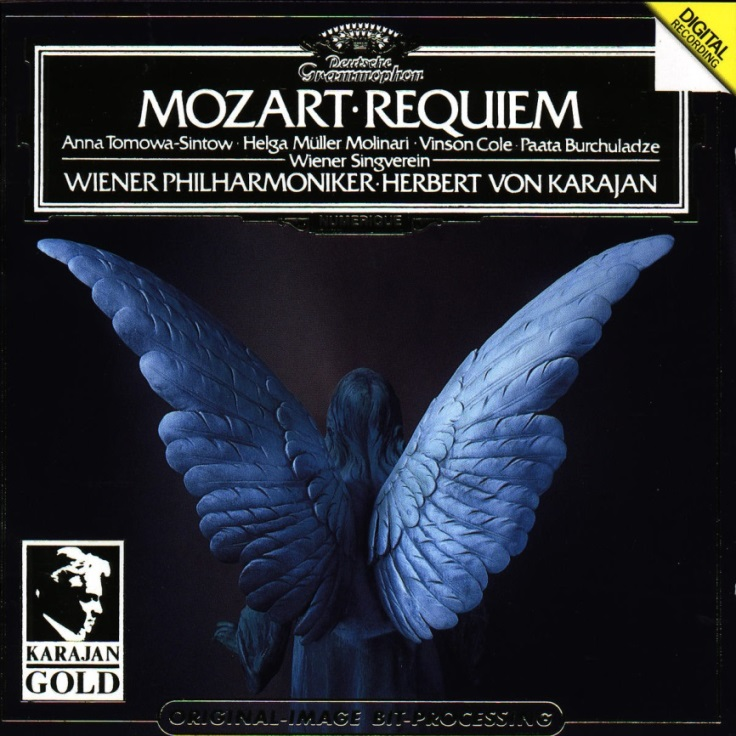 DIGITAL
RECORDING
Deutsche
Grammophon
MOZART·REQUIEM
Anna Tomowa-Sintow · Helga Müller Molinari · Vinson Cole · Paata Burchuladze
Wiener Singverein
WIENER PHILHARMONIKER·HERBERT VON KARAJAN
NUMERIQUE
KARAJAN
GOLD
ORIGINAL-IMAGE BIT-PROCESSING